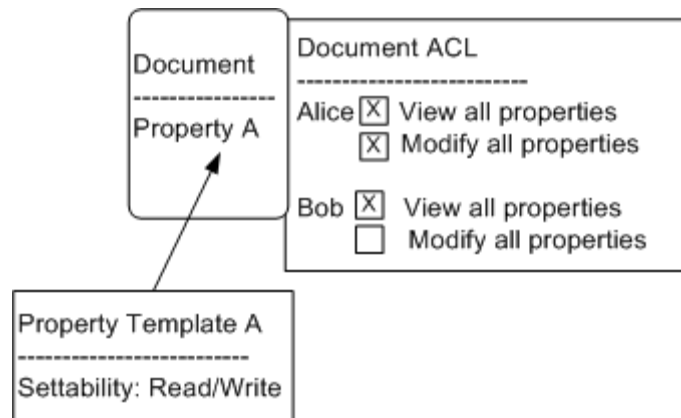 Document
-----------------
Property A
Document ACL
-------------------------
Alice X View all properties
X Modify all properties
Bob X View all properties
Modify all properties
Property Template A
---------------------------
Settability: Read/Write